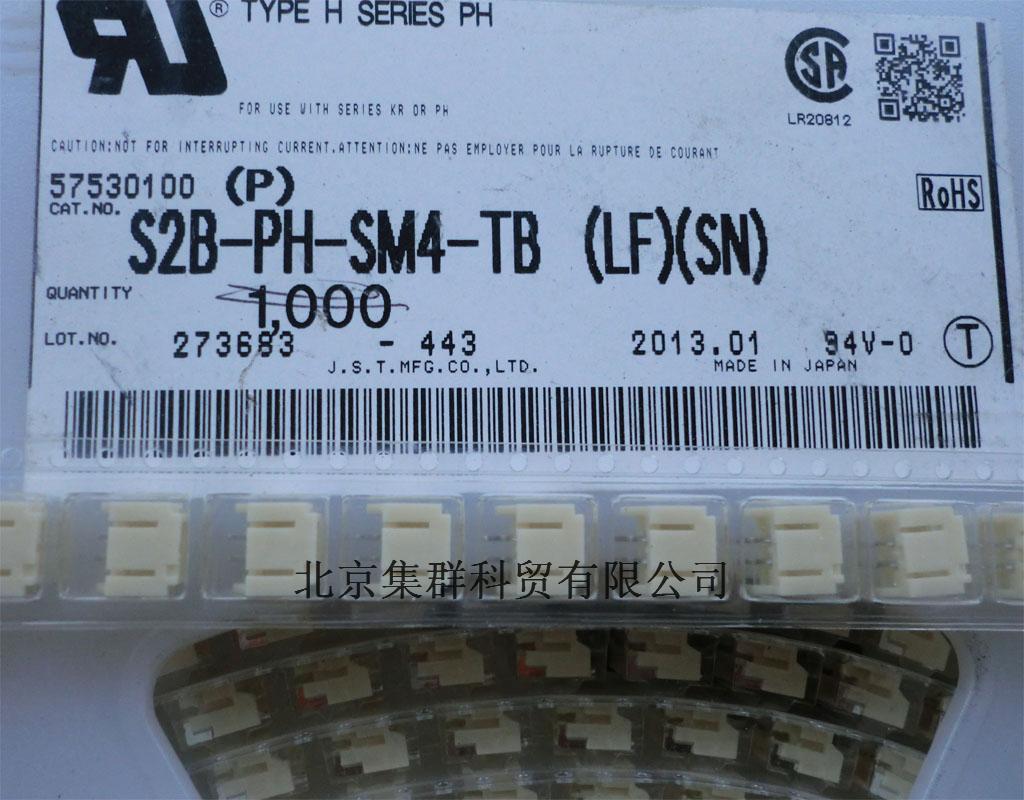 ® TYPE H SERIES PH
FOR USE WITH SERIES KR OR PH
LR20812
CAUTION:NOT FOR INTERRUPTING CURRENT.ATTENTION:NE PAS EMPLOYER POUR LA RUPTURE DE COURANT
57530100 (P)
RoHS
CAT.NO.
S2B-PH-SM4-TB (LF)(SN)
QUANTITY 1,000
LOT.NO. 273683 - 443 2013.01 94V-0 T
J.S.T.MFG.CO.,LTD. MADE IN JAPAN
北京集群科贸有限公司